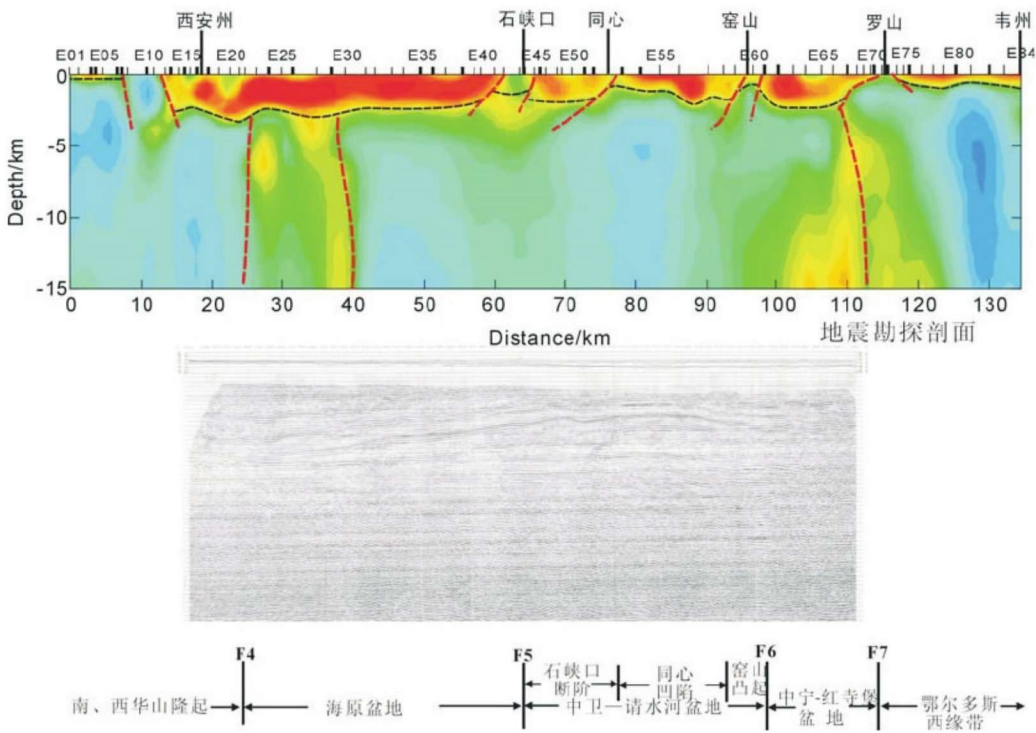 西安州 石峡口 同心 窑山 罗山 韦州
E01 E05 E10 E15 E20 E25 E30 E35 E40 E45 E50 E55 E60 E65 E70 E75 E80 E84
0
-5
-10
-15
Depth/km
0 10 20 30 40 50 60 70 80 90 100 110 120 130
Distance/km
地震勘探剖面
F4 F5 F6 F7
石峡口 同心 窑山
断阶 凹陷 凸起
南、西华山隆起 海原盆地 中卫—请水河盆地 中宁-红寺堡 鄂尔多斯
盆地 西缘带